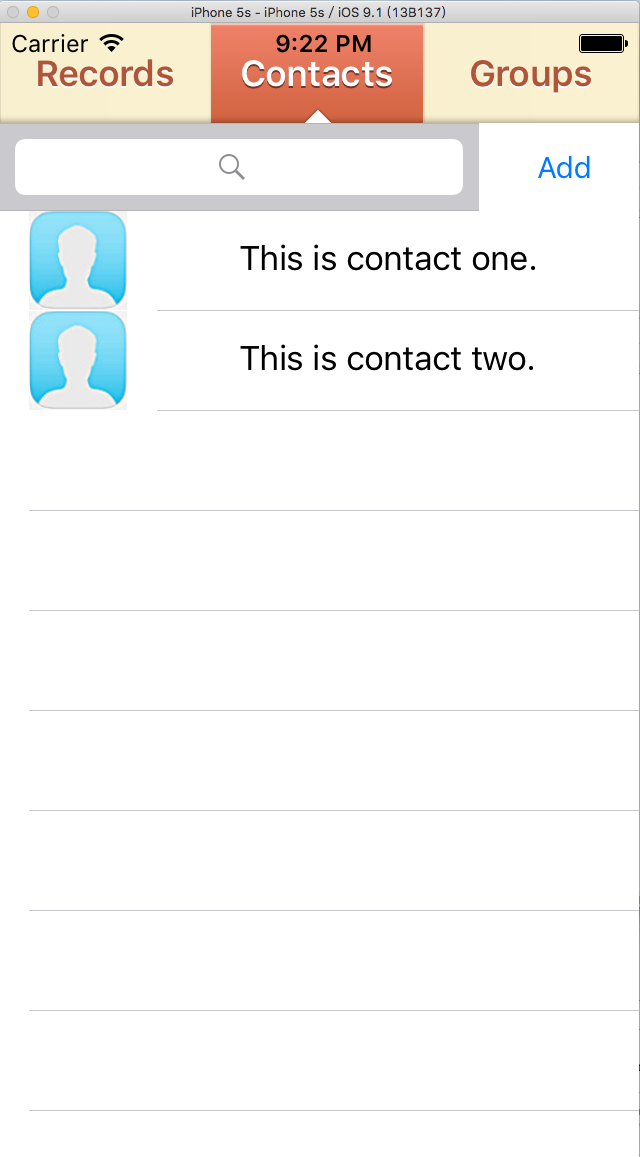 iPhone 5s - iPhone 5s / iOS 9.1 (13B137)
Carrier 9:22 PM
Records Contacts Groups
Add
This is contact one.
This is contact two.